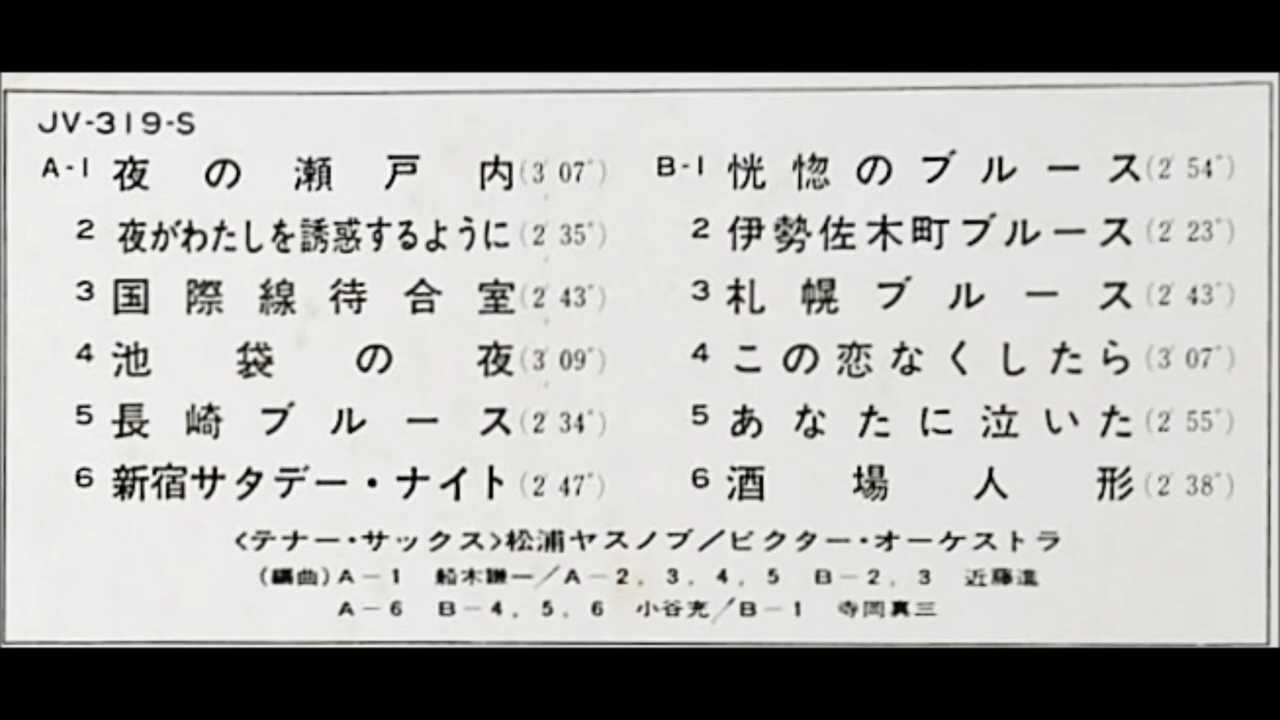 JV-319-S
A-1 夜の瀬戸内(3′07″)
2 夜がわたしを誘惑するように(2′35″)
3 国際線待合室(2′43″)
4 池袋の夜(3′09″)
5 長崎ブルース(2′34″)
6 新宿サタデー・ナイト(2′47″)
B-1 恍惚のブルース(2′54″)
2 伊勢佐木町ブルース(2′23″)
3 札幌ブルース(2′43″)
4 この恋なくしたら(3′07″)
5 あなたに泣いた(2′55″)
6 酒場人形(2′38″)
<テナー・サックス>松浦ヤスノブ/ビクター・オーケストラ
(編曲)A-1 船木謙一/A-2, 3, 4, 5 B-2, 3 近藤進
A-6 B-4, 5, 6 小谷充/B-1 寺岡真三